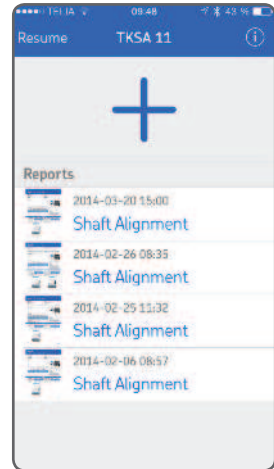 TELIA 09:48 43 %
Resume TKSA 11
Reports
2014-03-20 15:00
Shaft Alignment
2014-02-26 08:35
Shaft Alignment
2014-02-25 11:32
Shaft Alignment
2014-02-06 08:57
Shaft Alignment